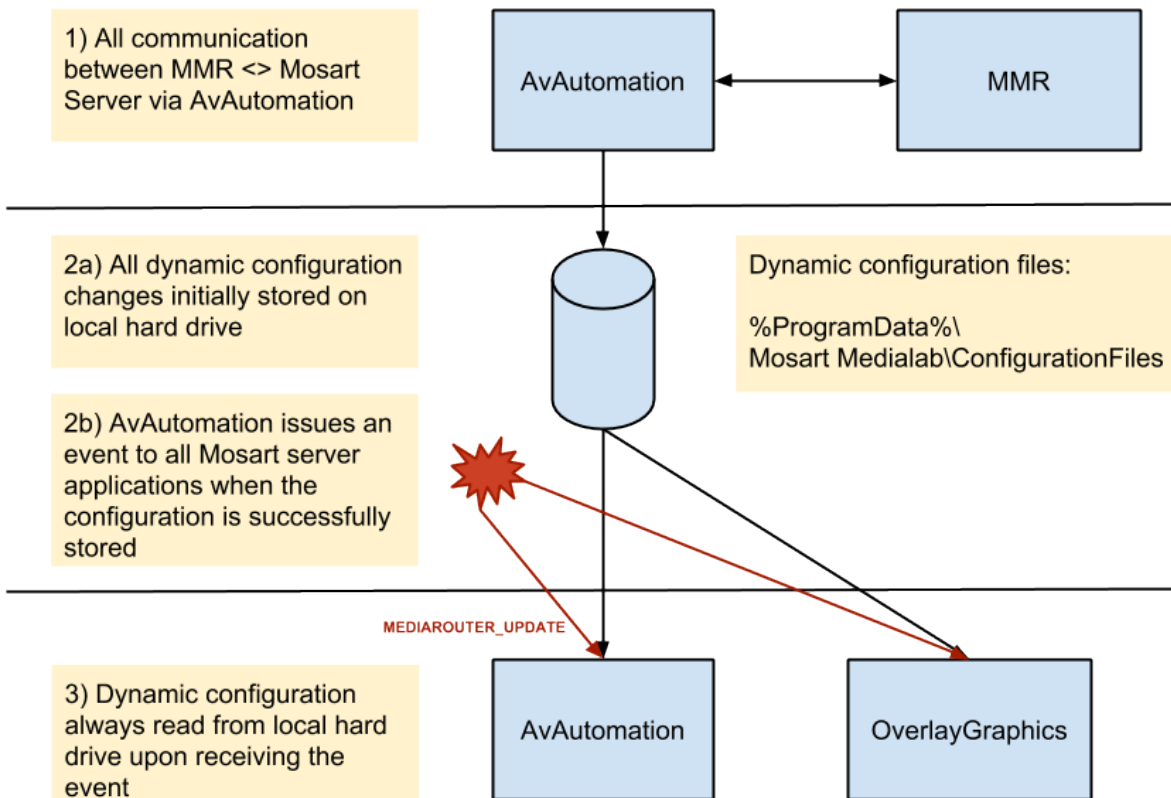 1) All communication
between MMR <> Mosart
Server via AvAutomation
AvAutomation
MMR
2a) All dynamic configuration
changes initially stored on
local hard drive
Dynamic configuration files:
%ProgramData%\
Mosart Medialab\ConfigurationFiles
2b) AvAutomation issues an
event to all Mosart server
applications when the
configuration is successfully
stored
MEDIAROUTER_UPDATE
3) Dynamic configuration
always read from local hard
drive upon receiving the
event
AvAutomation
OverlayGraphics